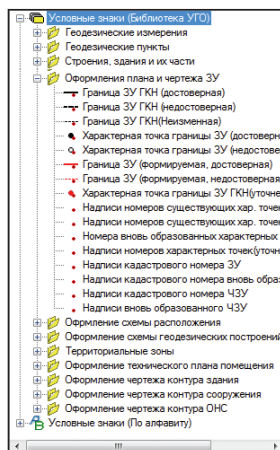 Условные знаки (Библиотека УГО)
Геодезические измерения
Геодезические пункты
Строения, здания и их части
Оформления плана и чертежа ЗУ
Граница ЗУ ГКН (достоверная)
Граница ЗУ ГКН (недостоверная)
Граница ЗУ ГКН(Неизменная)
Характерная точка границы ЗУ (достоверн
Характерная точка границы ЗУ (недостове
Граница ЗУ (формируемая, достоверная)
Граница ЗУ (формируемая, недостоверная
Характерная точка границы ЗУ ГКН(уточне
Надписи номеров существующих хар. точек
Надписи номеров существующих хар. точек
Номера вновь образованных характерных
Надписи номеров характерных точек(уточн
Надписи кадастрового номера ЗУ
Надписи кадастрового номера вновь образ
Надписи кадастрового номера ЧЗУ
Надписи вновь образованного ЧЗУ
Офрмление схемы расположения
Оформление схемы геодезических построений
Территориальные зоны
Оформление технического плана помещения
Оформление чертежа контура здания
Оформление чертежа контура сооружения
Оформление чертежа контура ОНС
Условные знаки (По алфавиту)